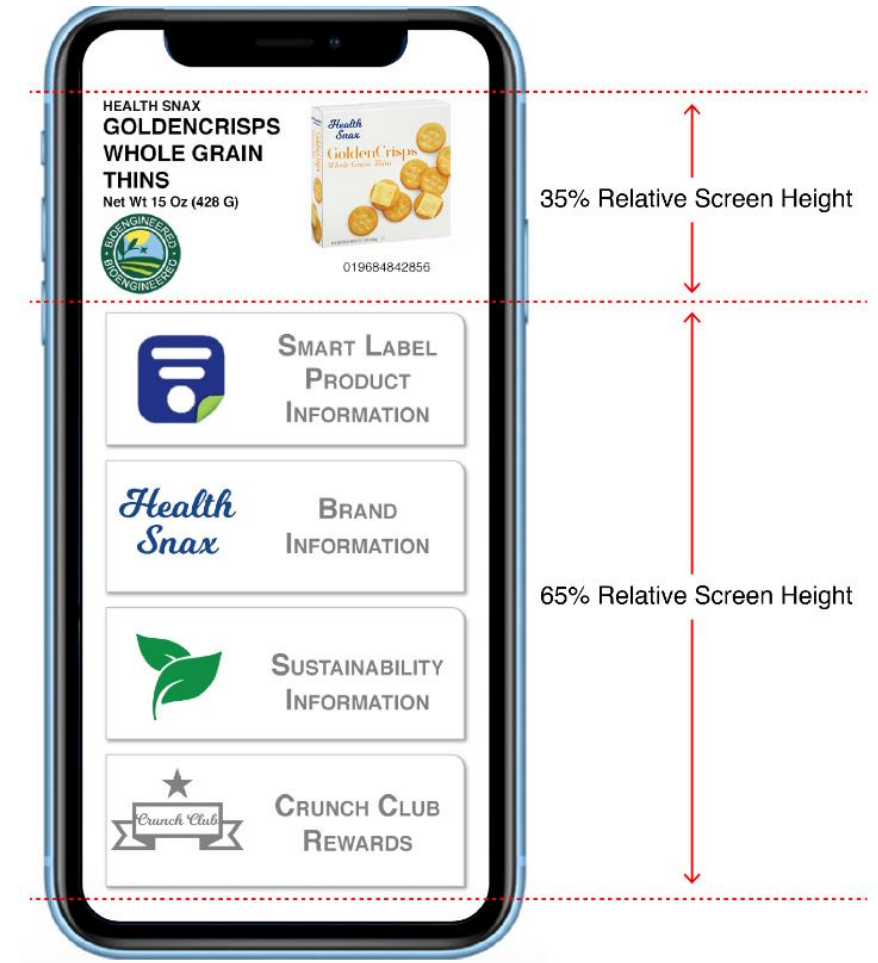 HEALTH SNAX
GOLDENCRISPS
WHOLE GRAIN
THINS
Net Wt 15 Oz (428 G)
BIOENGINEERED
BIOENGINEERED
Health
Snax
GoldenCrisps
Whole Grain Thins
019684842856
35% Relative Screen Height
SMART LABEL
PRODUCT
INFORMATION
Health
Snax
BRAND
INFORMATION
65% Relative Screen Height
SUSTAINABILITY
INFORMATION
Crunch Club
CRUNCH CLUB
REWARDS